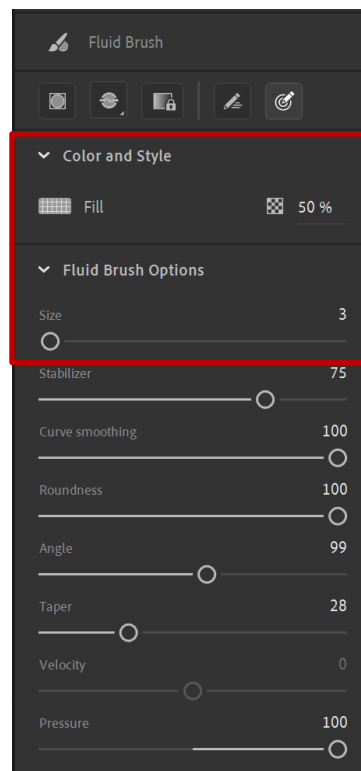 Fluid Brush
Color and Style
Fill 50 %
Fluid Brush Options
Size 3
Stabilizer 75
Curve smoothing 100
Roundness 100
Angle 99
Taper 28
Velocity 0
Pressure 100